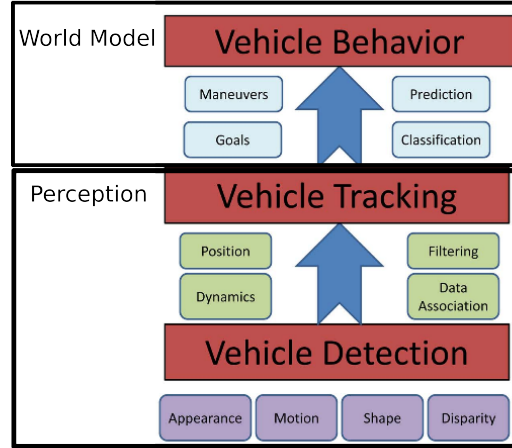 World Model
Vehicle Behavior
Maneuvers
Prediction
Goals
Classification
Perception
Vehicle Tracking
Position
Filtering
Dynamics
Data
Association
Vehicle Detection
Appearance
Motion
Shape
Disparity